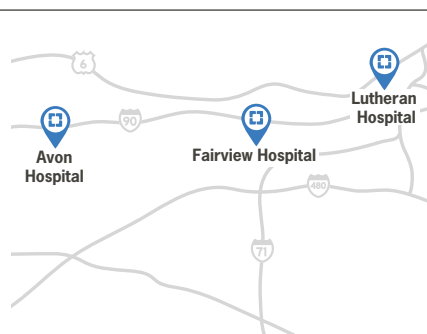 6
Lutheran
Hospital
90
Avon
Hospital
Fairview Hospital
480
71